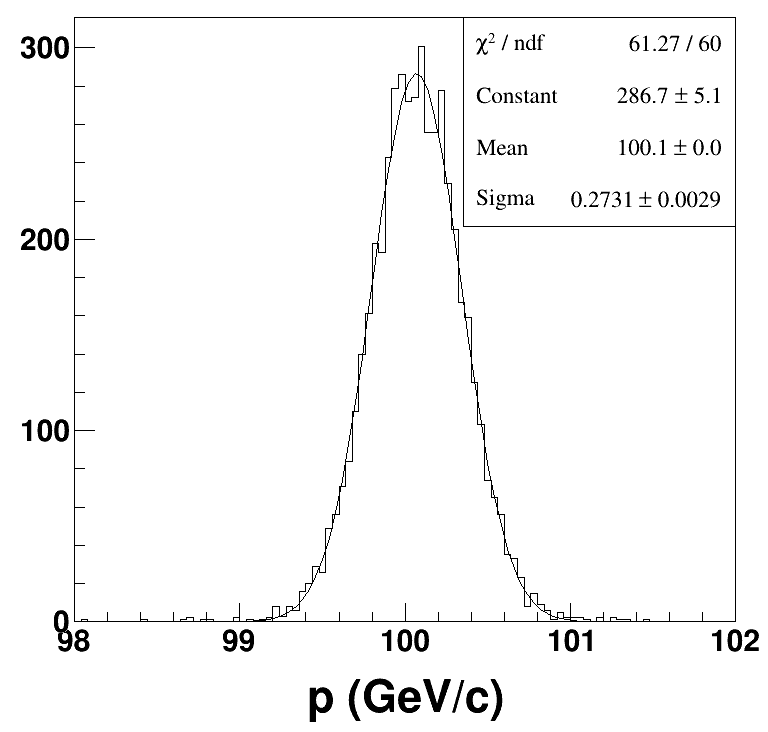 300
χ² / ndf 61.27 / 60
Constant 286.7 ± 5.1
Mean 100.1 ± 0.0
Sigma 0.2731 ± 0.0029
200
100
0
98 99 100 101 102
p (GeV/c)